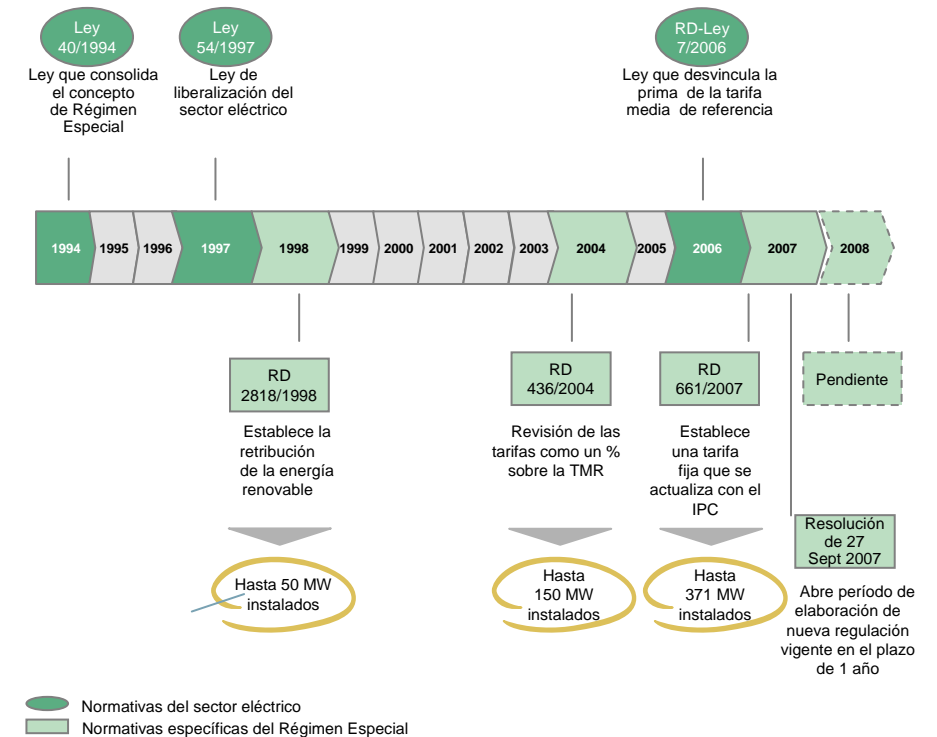 Ley
40/1994
Ley que consolida
el concepto
de Régimen
Especial
Ley
54/1997
Ley de
liberalización del
sector eléctrico
RD-Ley
7/2006
Ley que desvincula la
prima de la tarifa
media de referencia
1994 1995 1996 1997 1998 1999 2000 2001 2002 2003 2004 2005 2006 2007 2008
RD
2818/1998
Establece la
retribución
de la energía
renovable
Hasta 50 MW
instalados
RD
436/2004
Revisión de las
tarifas como un %
sobre la TMR
Hasta
150 MW
instalados
RD
661/2007
Establece
una tarifa
fija que se
actualiza con el
IPC
Hasta
371 MW
instalados
Pendiente
Resolución
de 27
Sept 2007
Abre período de
elaboración de
nueva regulación
vigente en el plazo
de 1 año
Normativas del sector eléctrico
Normativas específicas del Régimen Especial